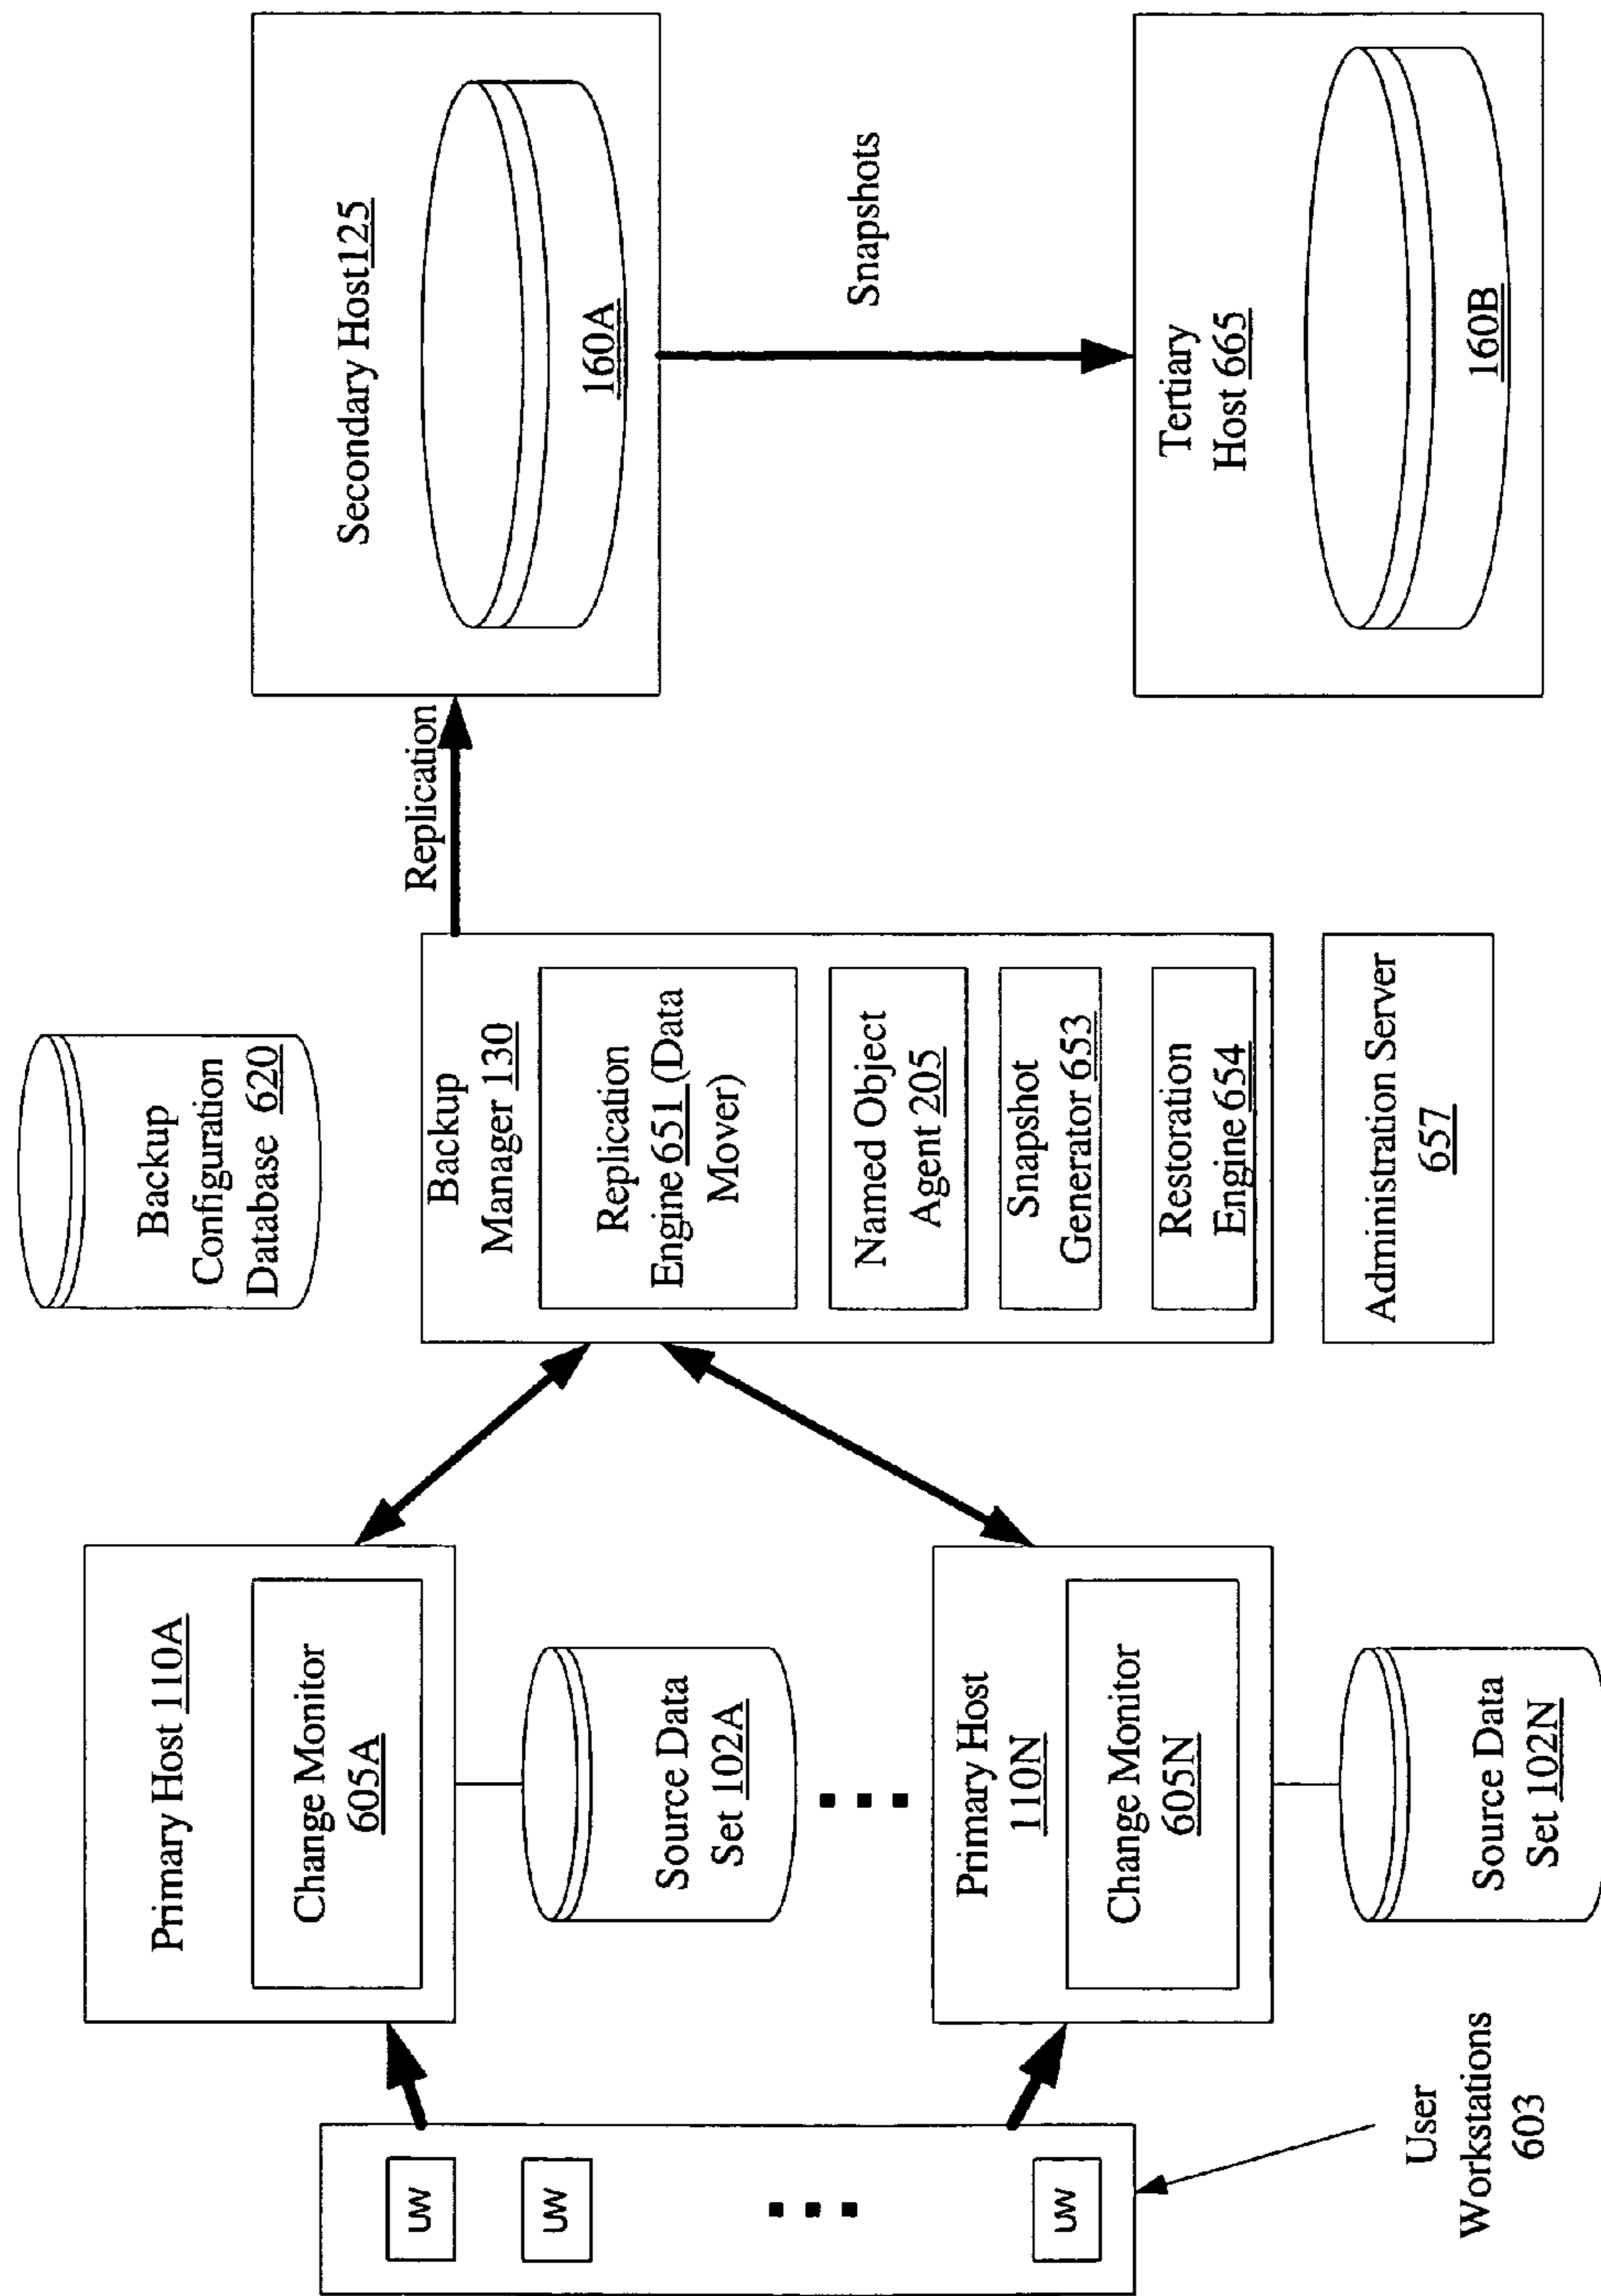 UW
UW
UW
User
Workstations
603
Primary Host 110A
Change Monitor
605A
Source Data
Set 102A
Primary Host
110N
Change Monitor
605N
Source Data
Set 102N
Backup
Configuration
Database 620
Backup
Manager 130
Replication
Engine 651 (Data
Mover)
Named Object
Agent 205
Snapshot
Generator 653
Restoration
Engine 654
Administration Server
657
Replication
Secondary Host125
160A
Snapshots
Tertiary
Host 665
160B